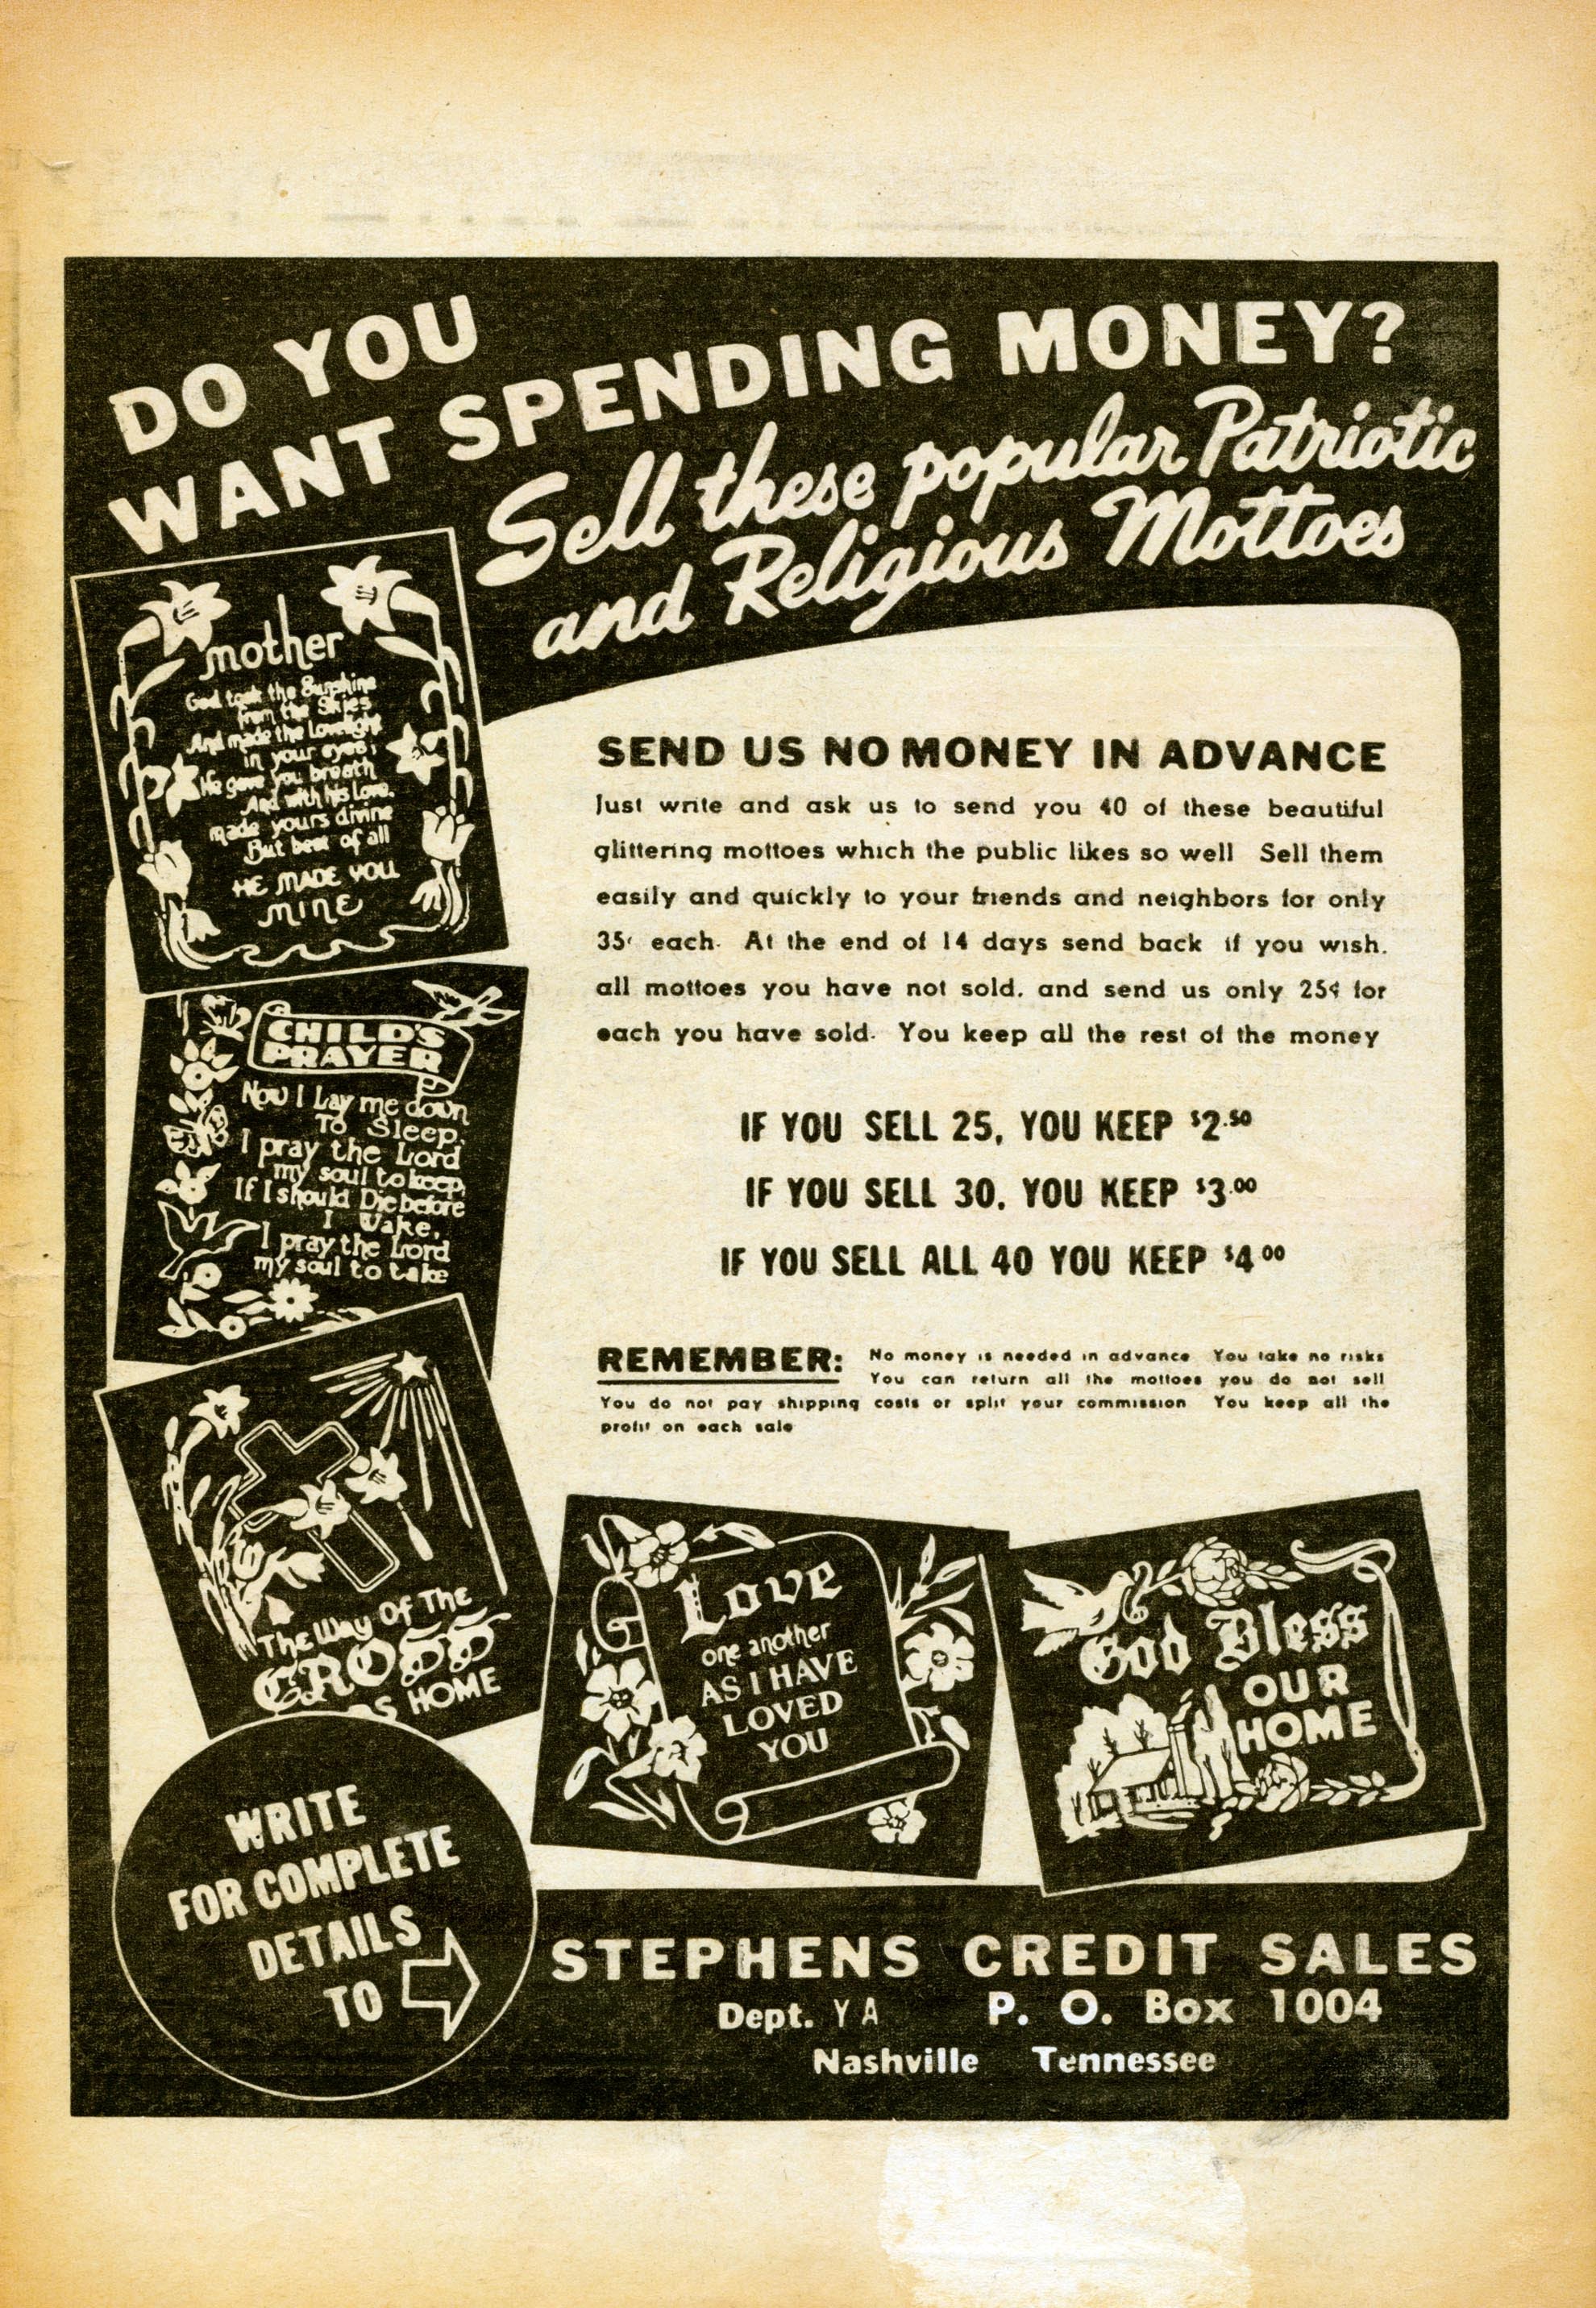 DO YOU
WANT SPENDING MONEY?
Sell these popular Patriotic
and Religious Mottoes
mother
God took the Sunshine
from the Skies
And made the Lovelight
in your eyes;
He gave you breath
And with his Love.
made yours divine
But best of all
HE MADE YOU
MINE
CHILD'S
PRAYER
Now I Lay me down
To Sleep,
I pray the Lord
my soul to keep,
If I should Die before
I Wake,
I pray the Lord
my soul to take
The Way Of The
CROSS
HOME
SEND US NO MONEY IN ADVANCE
Just write and ask us to send you 40 of these beautiful
glittering mottoes which the public likes so well Sell them
easily and quickly to your friends and neighbors for only
35¢ each. At the end of 14 days send back if you wish.
all mottoes you have not sold. and send us only 25¢ for
each you have sold. You keep all the rest of the money
IF YOU SELL 25, YOU KEEP $2.50
IF YOU SELL 30, YOU KEEP $3.00
IF YOU SELL ALL 40 YOU KEEP $4 00
REMEMBER: No money is needed in advance You take no risks
You can return all the mottoes you do not sell
You do not pay shipping costs or split your commission You keep all the
profit on each sale
Love
one another
AS I HAVE
LOVED
YOU
God Bless
OUR
HOME
WRITE
FOR COMPLETE
DETAILS
TO
STEPHENS CREDIT SALES
Dept. YA P. O. Box 1004
Nashville Tennessee